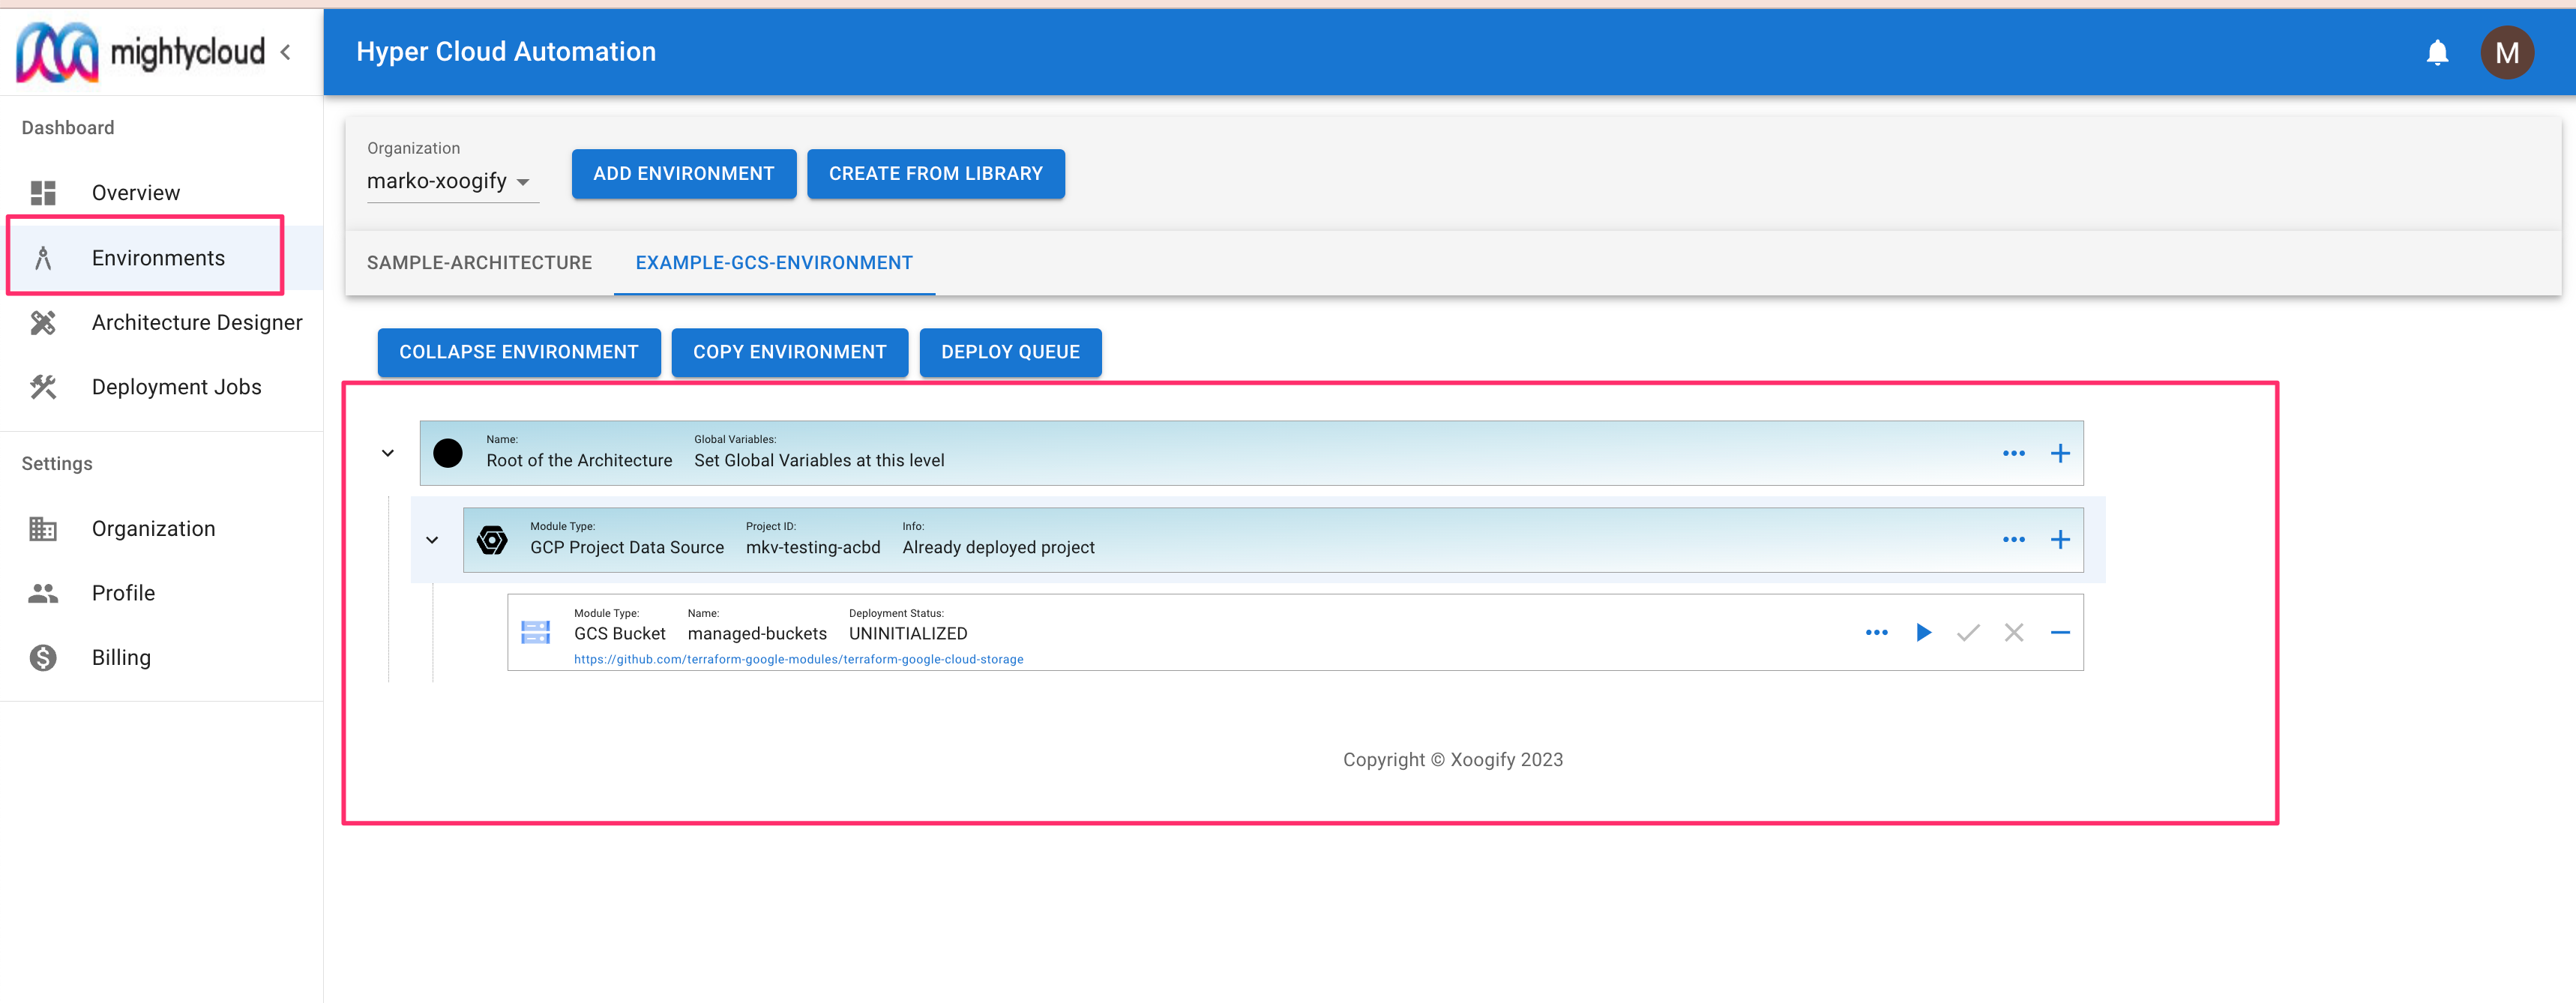 mightycloud
Hyper Cloud Automation
M
Dashboard
Overview
Environments
Architecture Designer
Deployment Jobs
Settings
Organization
Profile
Billing
Organization
marko-xoogify
ADD ENVIRONMENT
CREATE FROM LIBRARY
SAMPLE-ARCHITECTURE
EXAMPLE-GCS-ENVIRONMENT
COLLAPSE ENVIRONMENT
COPY ENVIRONMENT
DEPLOY QUEUE
Name:
Root of the Architecture
Global Variables:
Set Global Variables at this level
Module Type:
GCP Project Data Source
Project ID:
mkv-testing-acbd
Info:
Already deployed project
Module Type:
GCS Bucket
Name:
managed-buckets
Deployment Status:
UNINITIALIZED
https://github.com/terraform-google-modules/terraform-google-cloud-storage
Copyright © Xoogify 2023